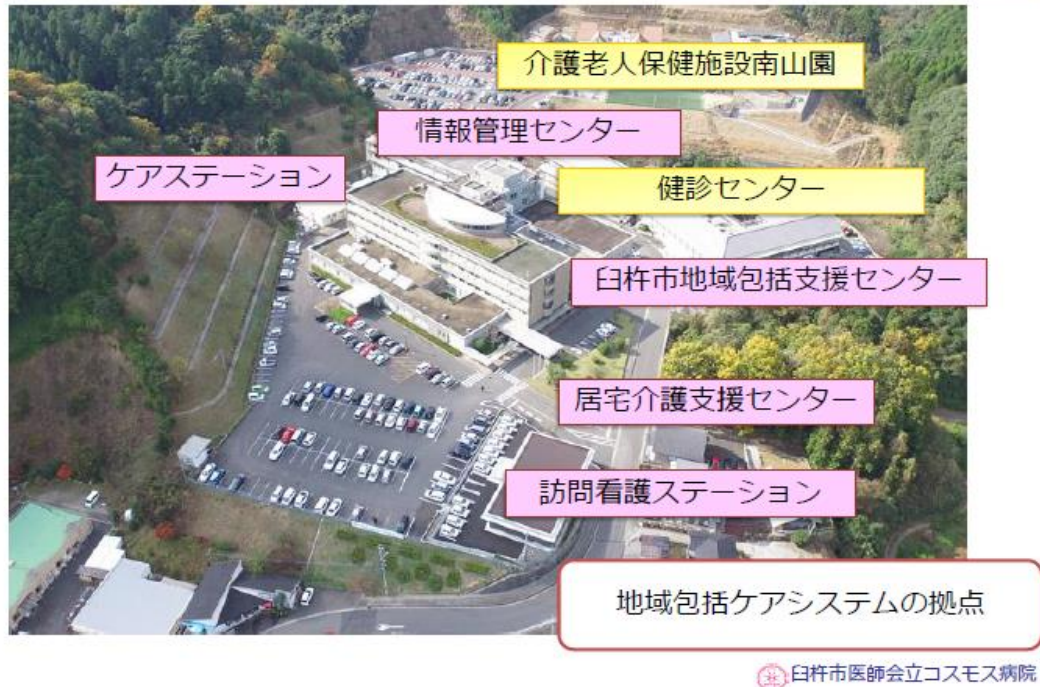 介護老人保健施設南山園
情報管理センター
ケアステーション
健診センター
臼杵市地域包括支援センター
居宅介護支援センター
訪問看護ステーション
地域包括ケアシステムの拠点
臼杵市医師会立コスモス病院